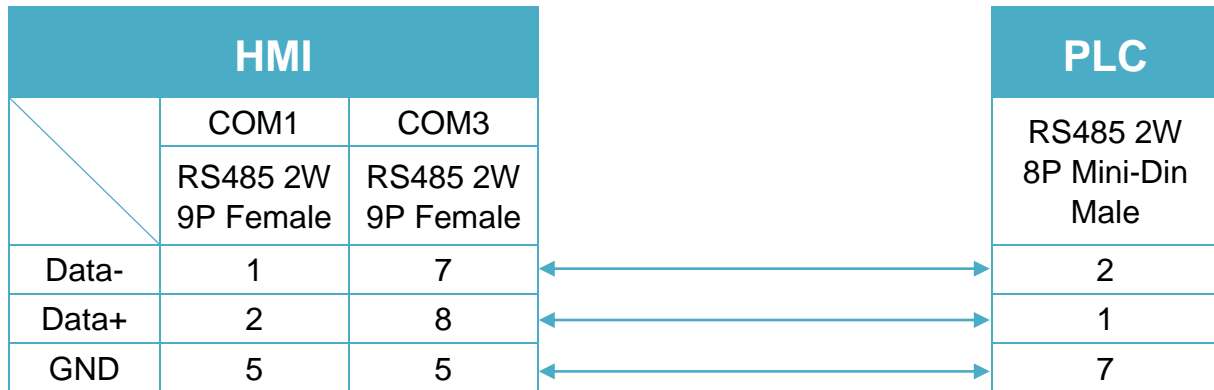 HMI PLC
COM1 COM3 RS485 2W
8P Mini-Din
Male
RS485 2W RS485 2W
9P Female 9P Female
Data- 1 7 2
Data+ 2 8 1
GND 5 5 7